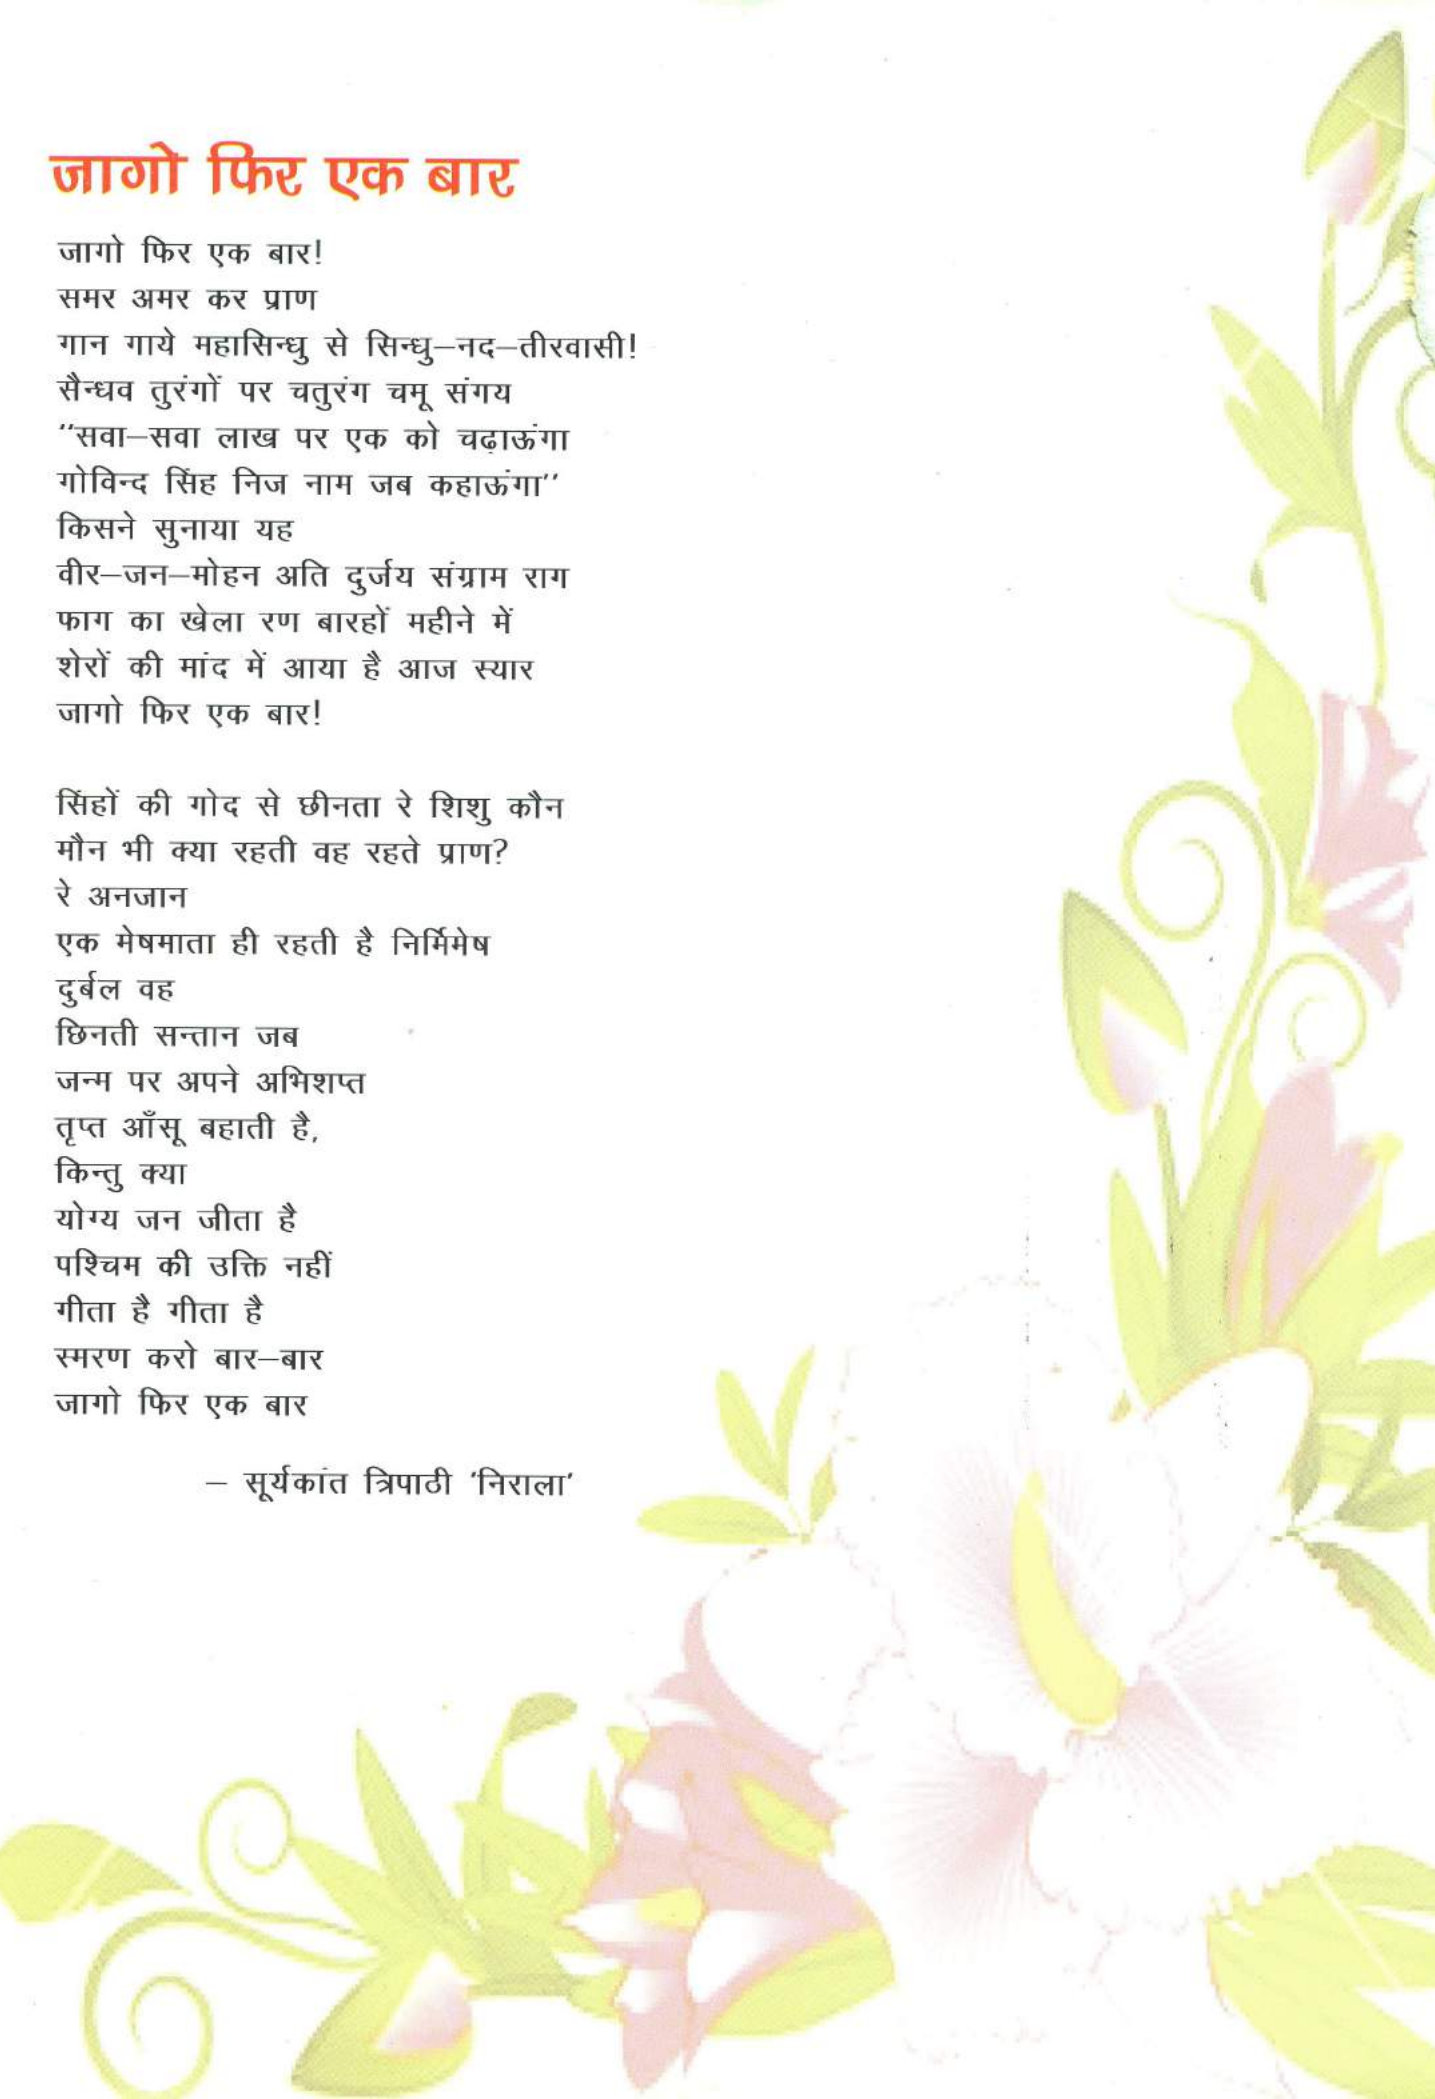 जागो फिर एक बार
जागो फिर एक बार!
समर अमर कर प्राण
गान गाये महासिन्धु से सिन्धु–नद–तीरवासी!
सैन्धव तुरंगों पर चतुरंग चमू संगय
‘‘सवा–सवा लाख पर एक को चढ़ाऊंगा
गोविन्द सिंह निज नाम जब कहाऊंगा’’
किसने सुनाया यह
वीर–जन–मोहन अति दुर्जय संग्राम राग
फाग का खेला रण बारहों महीने में
शेरों की मांद में आया है आज स्यार
जागो फिर एक बार!
सिंहों की गोद से छीनता रे शिशु कौन
मौन भी क्या रहती वह रहते प्राण?
रे अनजान
एक मेषमाता ही रहती है निर्मिमेष
दुर्बल वह
छिनती सन्तान जब
जन्म पर अपने अभिशप्त
तृप्त आँसू बहाती है,
किन्तु क्या
योग्य जन जीता है
पश्चिम की उक्ति नहीं
गीता है गीता है
स्मरण करो बार–बार
जागो फिर एक बार
– सूर्यकांत त्रिपाठी ‘निराला’